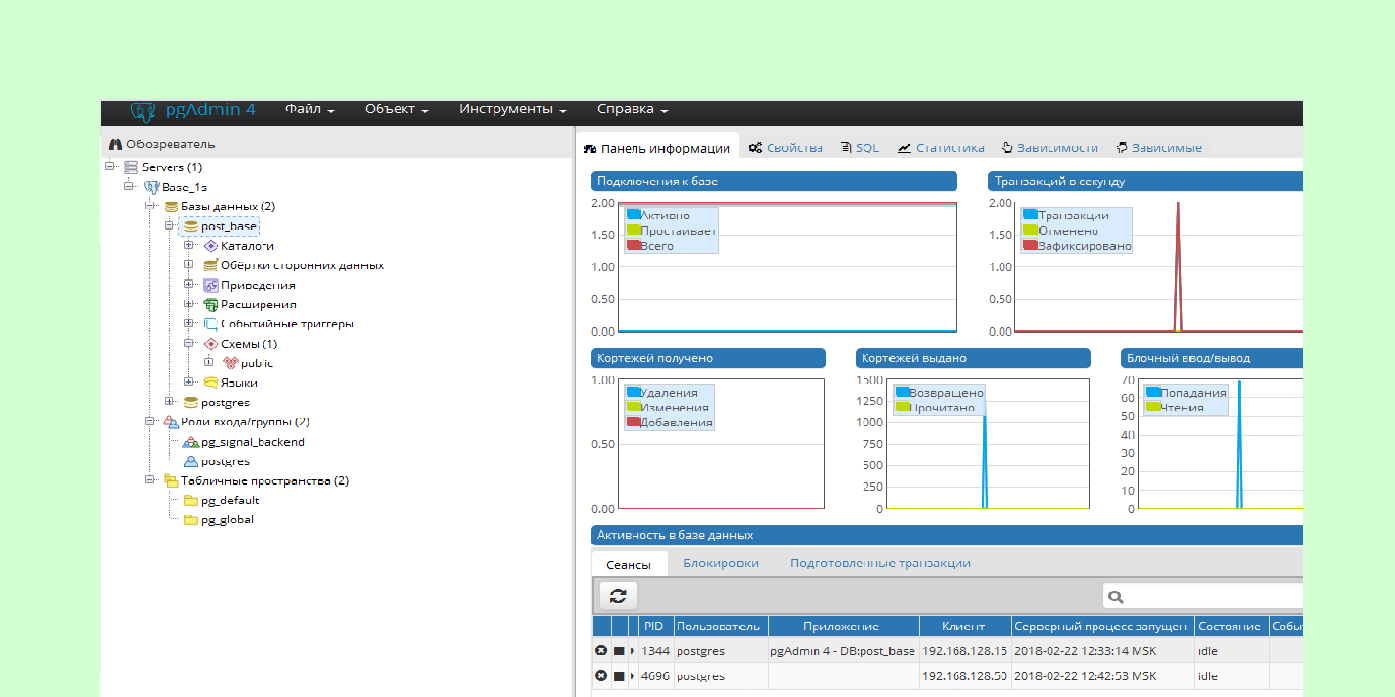 pgAdmin 4 Файл Объект Инструменты Справка
Обозреватель
Servers (1)
Base_1s
Базы данных (2)
post_base
Каталоги
Обёртки сторонних данных
Приведения
Расширения
Событийные триггеры
Схемы (1)
public
Языки
postgres
Роли входа/группы (2)
pg_signal_backend
postgres
Табличные пространства (2)
pg_default
pg_global
Панель информации Свойства SQL Статистика Зависимости Зависимые
Подключения к базе
2.00
1.50
1.00
0.50
0.00
Активно
Простаивает
Всего
Транзакций в секунду
2.00
1.50
1.00
0.50
0.00
Транзакции
Отменено
Зафиксировано
Кортежей получено
1.00
0.50
0.00
Удаления
Изменения
Добавления
Кортежей выдано
1500
1250
1000
750
500
250
0
Возвращено
Прочитано
Блочный ввод/вывод
70
60
50
40
30
20
10
0
Попадания
Чтения
Активность в базе данных
Сеансы Блокировки Подготовленные транзакции
PID Пользователь Приложение Клиент Серверный процесс запущен Состояние Собы
1344 postgres pgAdmin 4 - DB:post_base 192.168.128.15 2018-02-22 12:33:14 MSK idle
4696 postgres 192.168.128.50 2018-02-22 12:42:53 MSK idle